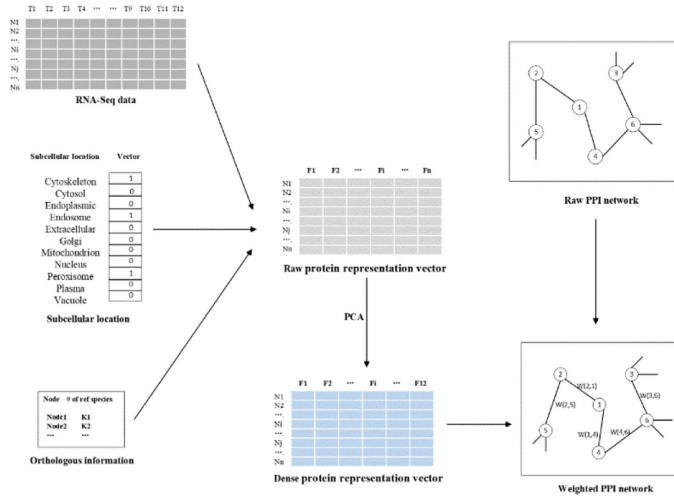 T1 T2 T3 T4 ... ... T9 T10 T11 T12
N1
N2
....
Ni
....
Nj
....
Nn
RNA-Seq data
Subcellular location Vector
Cytoskeleton 1
Cytosol 0
Endoplasmic 0
Endosome 1
Extracellular 0
Golgi 0
Mitochondrion 0
Nucleus 0
Peroxisome 1
Plasma 0
Vacuole 0
Subcellular location
Node # of ref species
Node1 K1
Node2 K2
... ...
Orthologous information
F1 F2 ... Fi ... Fn
N1
N2
....
Ni
....
Nj
....
Nn
Raw protein representation vector
PCA
F1 F2 ... Fi ... F12
N1
N2
....
Ni
....
Nj
....
Nn
Dense protein representation vector
2
1
5
6
4
Raw PPI network
2
3
W(2,1)
W(3,6)
W(2,5)
1
6
5
W(1,4)
W(4,6)
4
Weighted PPI network